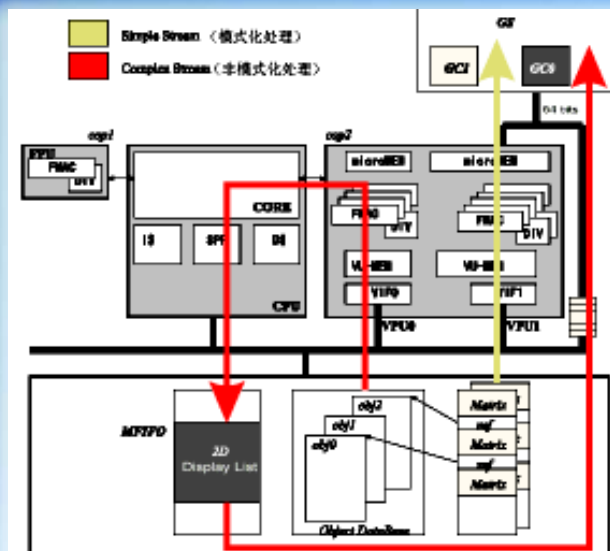 Simple Stream （模式化处理）
Complex Stream（非模式化处理）
GS
GC1
GC0
64 bits
cop1
cop2
FPU
FMAC
DIV
microMEM
microMEM
CORE
FMAC
DIV
FMAC
DIV
I$
SPR
D$
VU-MEM
VU-MEM
VIF0
VIF1
CPU
VPU0
VPU1
MFIFO
2D
Display List
obj2
obj1
obj0
Object DataBase
Matrix
Matrix
Matrix